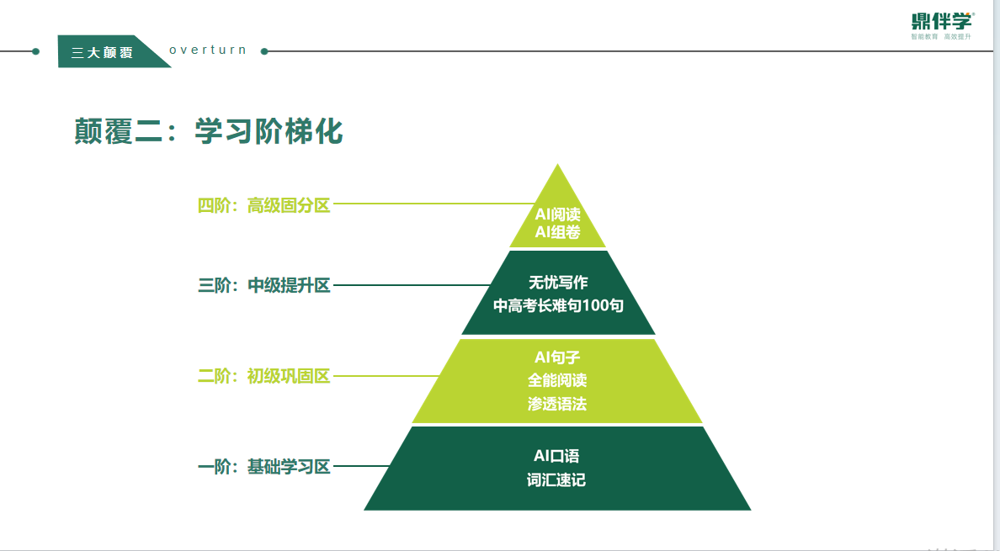 鼎伴学
智能教育 高效提升
三大颠覆
overturn
颠覆二：学习阶梯化
四阶：高级固分区
AI阅读
AI组卷
三阶：中级提升区
无忧写作
中高考长难句100句
二阶：初级巩固区
AI句子
全能阅读
渗透语法
一阶：基础学习区
AI口语
词汇速记